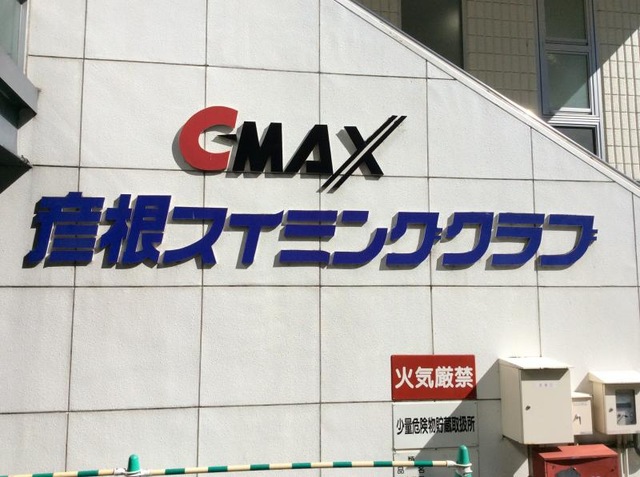 CMAX
彦根スイミングクラブ
火気厳禁
少量危険物貯蔵取扱所